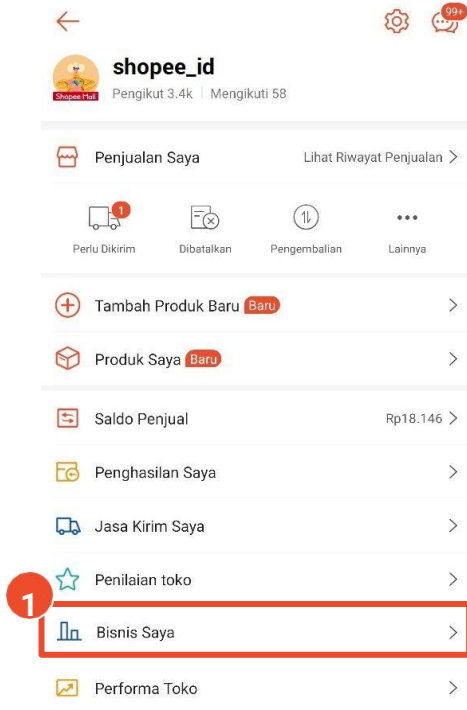 99+
shopee_id
Shopee Mall
Pengikut 3.4k | Mengikuti 58
Penjualan Saya Lihat Riwayat Penjualan
1
Perlu Dikirim Dibatalkan Pengembalian Lainnya
Tambah Produk Baru Baru
Produk Saya Baru
Saldo Penjual Rp18.146
Penghasilan Saya
Jasa Kirim Saya
Penilaian toko
1
Bisnis Saya
Performa Toko